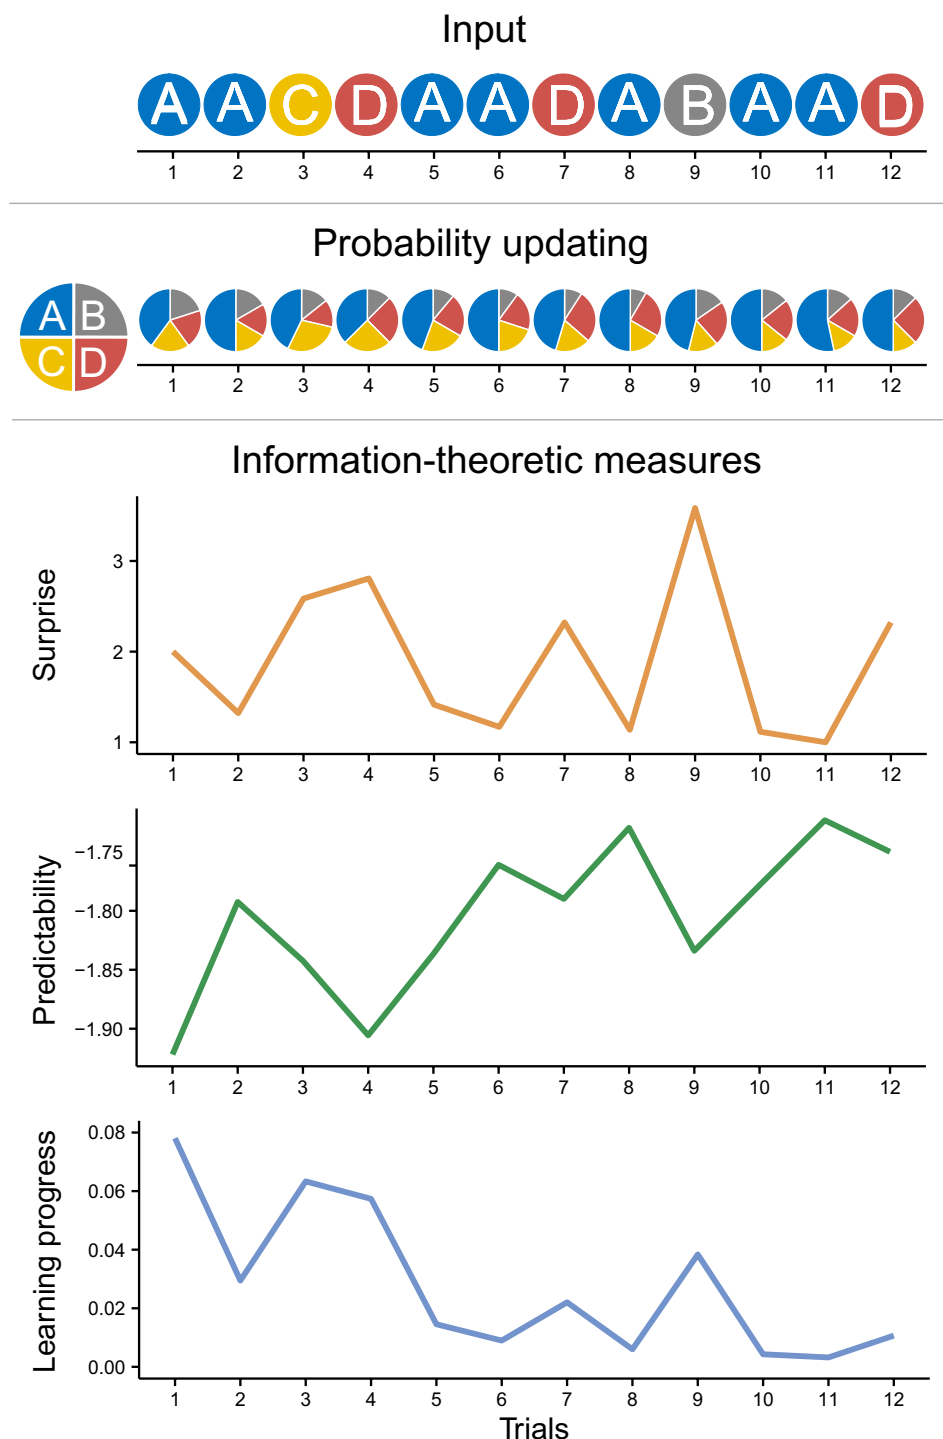 Input
A A C D A A D A B A A D
1 2 3 4 5 6 7 8 9 10 11 12
Probability updating
A B
C D
1 2 3 4 5 6 7 8 9 10 11 12
Information-theoretic measures
Surprise
3
2
1
1 2 3 4 5 6 7 8 9 10 11 12
Predictability
−1.75
−1.80
−1.85
−1.90
1 2 3 4 5 6 7 8 9 10 11 12
Learning progress
0.08
0.06
0.04
0.02
0.00
1 2 3 4 5 6 7 8 9 10 11 12
Trials